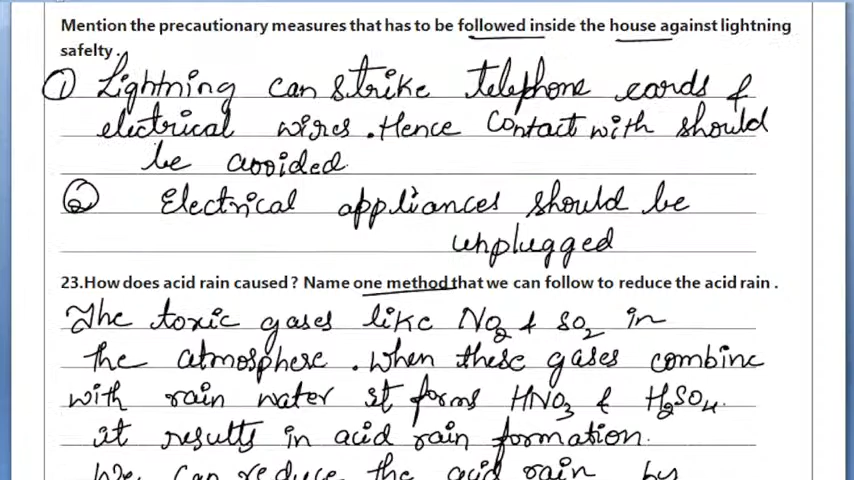 Mention the precautionary measures that has to be followed inside the house against lightning
safelty.
① Lightning can strike telephone cords &
electrical wires. Hence contact with should
be avoided.
② Electrical appliances should be
unplugged
23.How does acid rain caused? Name one method that we can follow to reduce the acid rain.
The toxic gases like NO₂ & SO₂ in
the atmosphere. When these gases combine
with rain water it forms HNO₃ & H₂SO₄.
it results in acid rain formation.
We can reduce the acid rain by